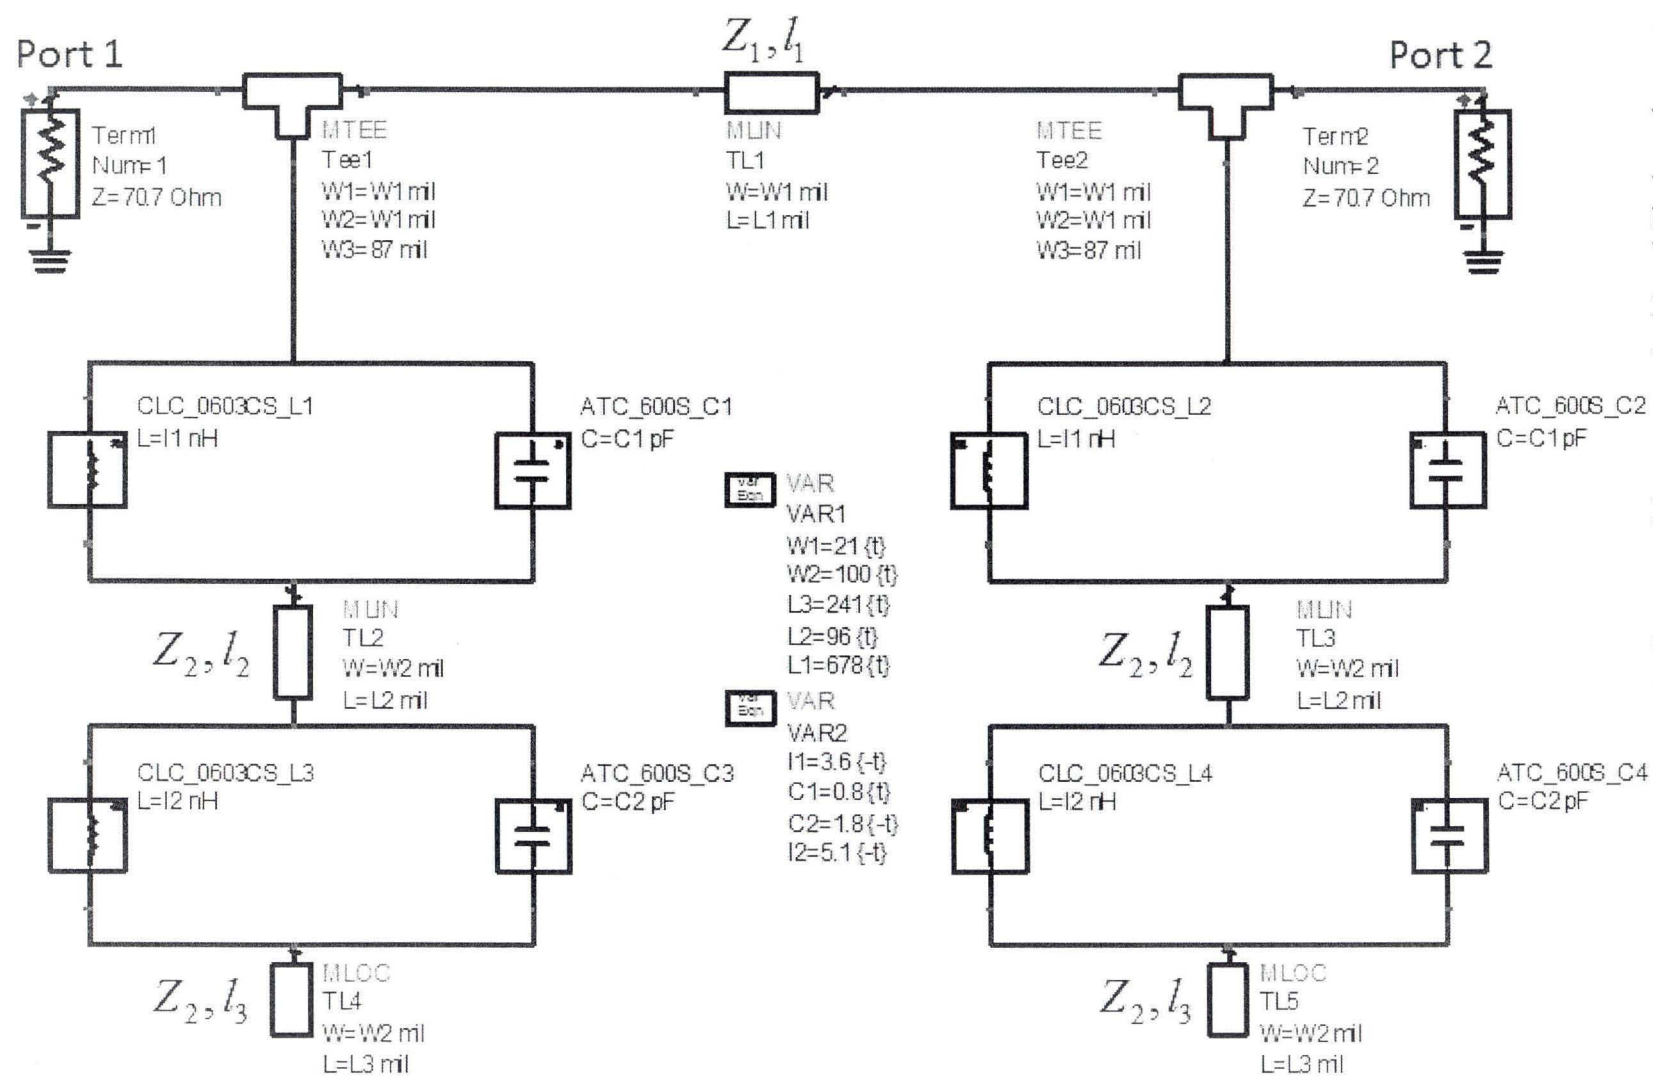 Z₁, l₁
Port 1
Port 2
Term1
Num=1
Z=70.7 Ohm
MTEE
Tee1
W1=W1 mil
W2=W1 mil
W3=87 mil
MLIN
TL1
W=W1 mil
L=L1 mil
MTEE
Tee2
W1=W1 mil
W2=W1 mil
W3=87 mil
Term2
Num=2
Z=70.7 Ohm
CLC_0603CS_L1
L=l1 nH
ATC_600S_C1
C=C1 pF
CLC_0603CS_L2
L=l1 nH
ATC_600S_C2
C=C1 pF
Var
Eqn
VAR
VAR1
W1=21 {t}
W2=100 {t}
L3=241 {t}
L2=96 {t}
L1=678 {t}
Z₂, l₂
MLIN
TL2
W=W2 mil
L=L2 mil
Z₂, l₂
MLIN
TL3
W=W2 mil
L=L2 mil
Var
Eqn
VAR
VAR2
l1=3.6 {-t}
C1=0.8 {t}
C2=1.8 {-t}
l2=5.1 {-t}
CLC_0603CS_L3
L=l2 nH
ATC_600S_C3
C=C2 pF
CLC_0603CS_L4
L=l2 nH
ATC_600S_C4
C=C2 pF
Z₂, l₃
MLOC
TL4
W=W2 mil
L=L3 mil
Z₂, l₃
MLOC
TL5
W=W2 mil
L=L3 mil